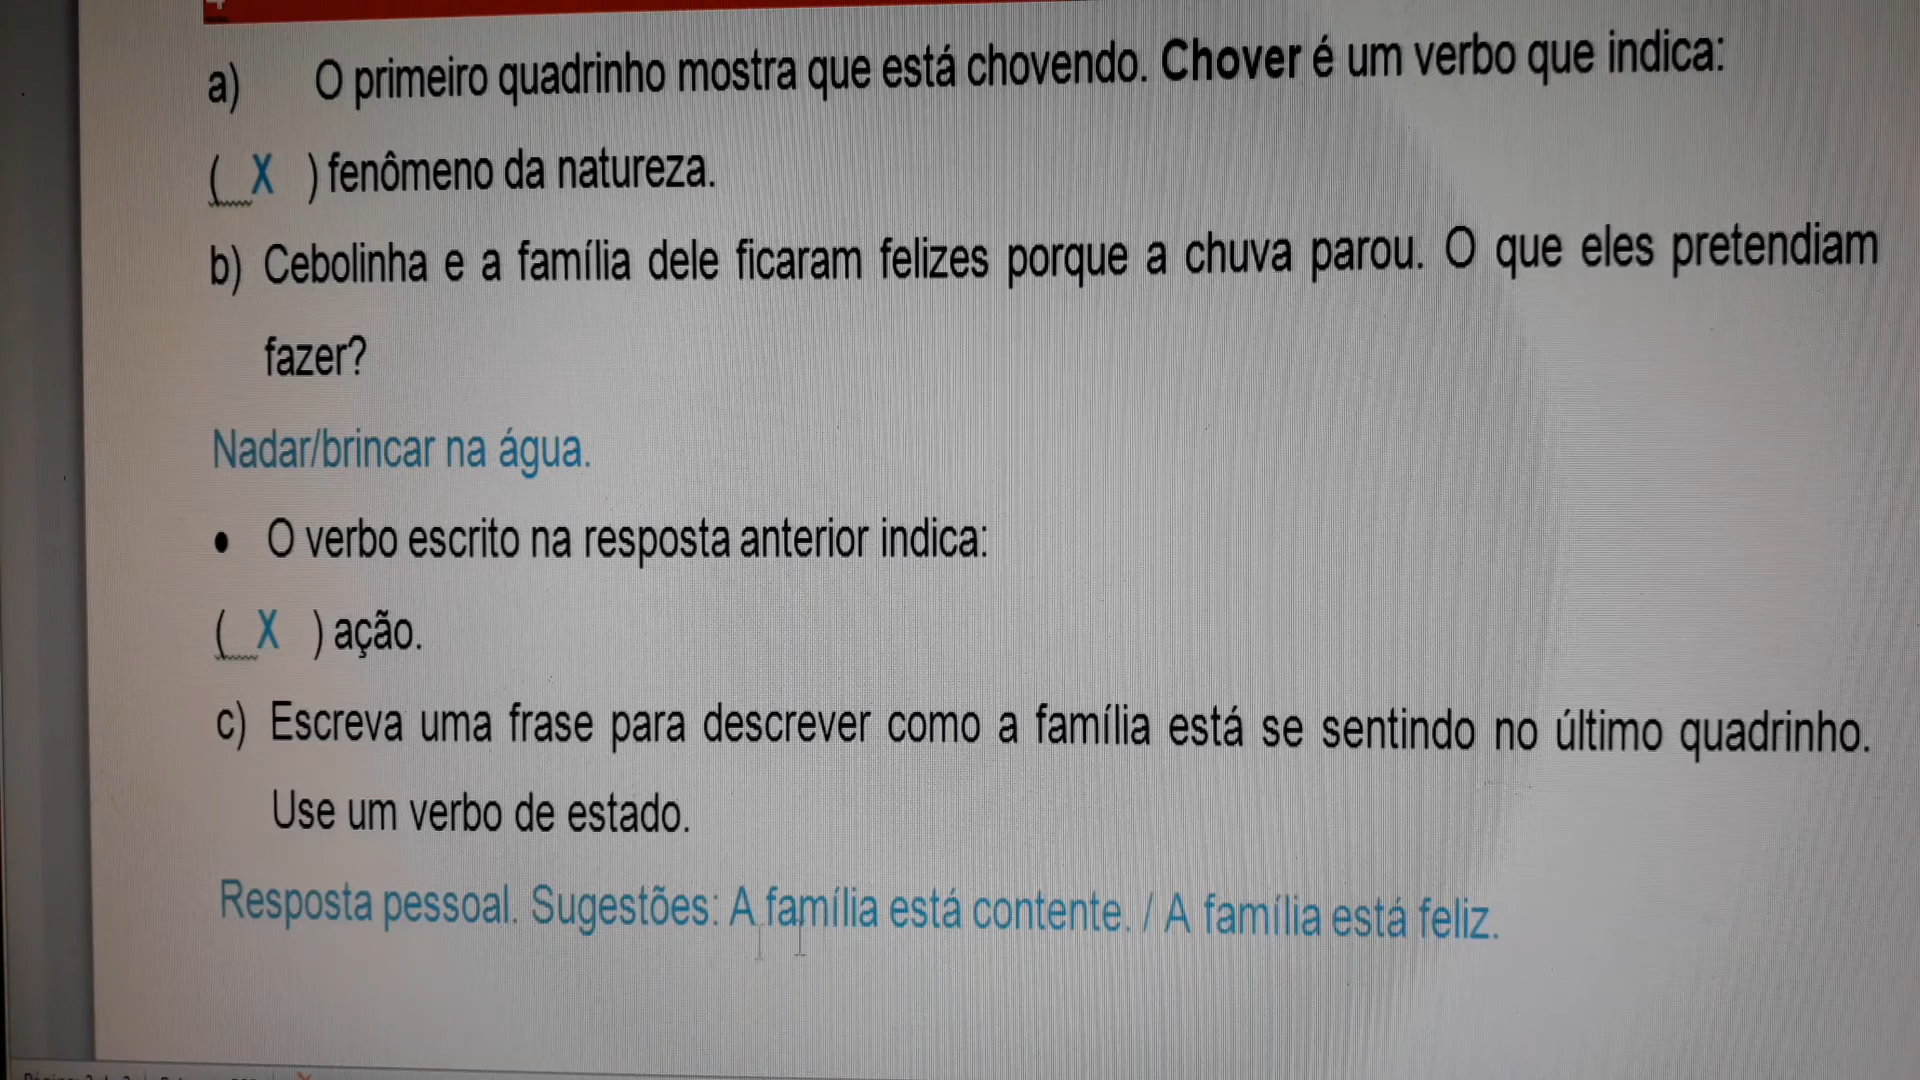 a) O primeiro quadrinho mostra que está chovendo. Chover é um verbo que indica:
(_X ) fenômeno da natureza.
b) Cebolinha e a família dele ficaram felizes porque a chuva parou. O que eles pretendiam
fazer?
Nadar/brincar na água.
• O verbo escrito na resposta anterior indica:
(_X ) ação.
c) Escreva uma frase para descrever como a família está se sentindo no último quadrinho.
Use um verbo de estado.
Resposta pessoal. Sugestões: A família está contente. / A família está feliz.